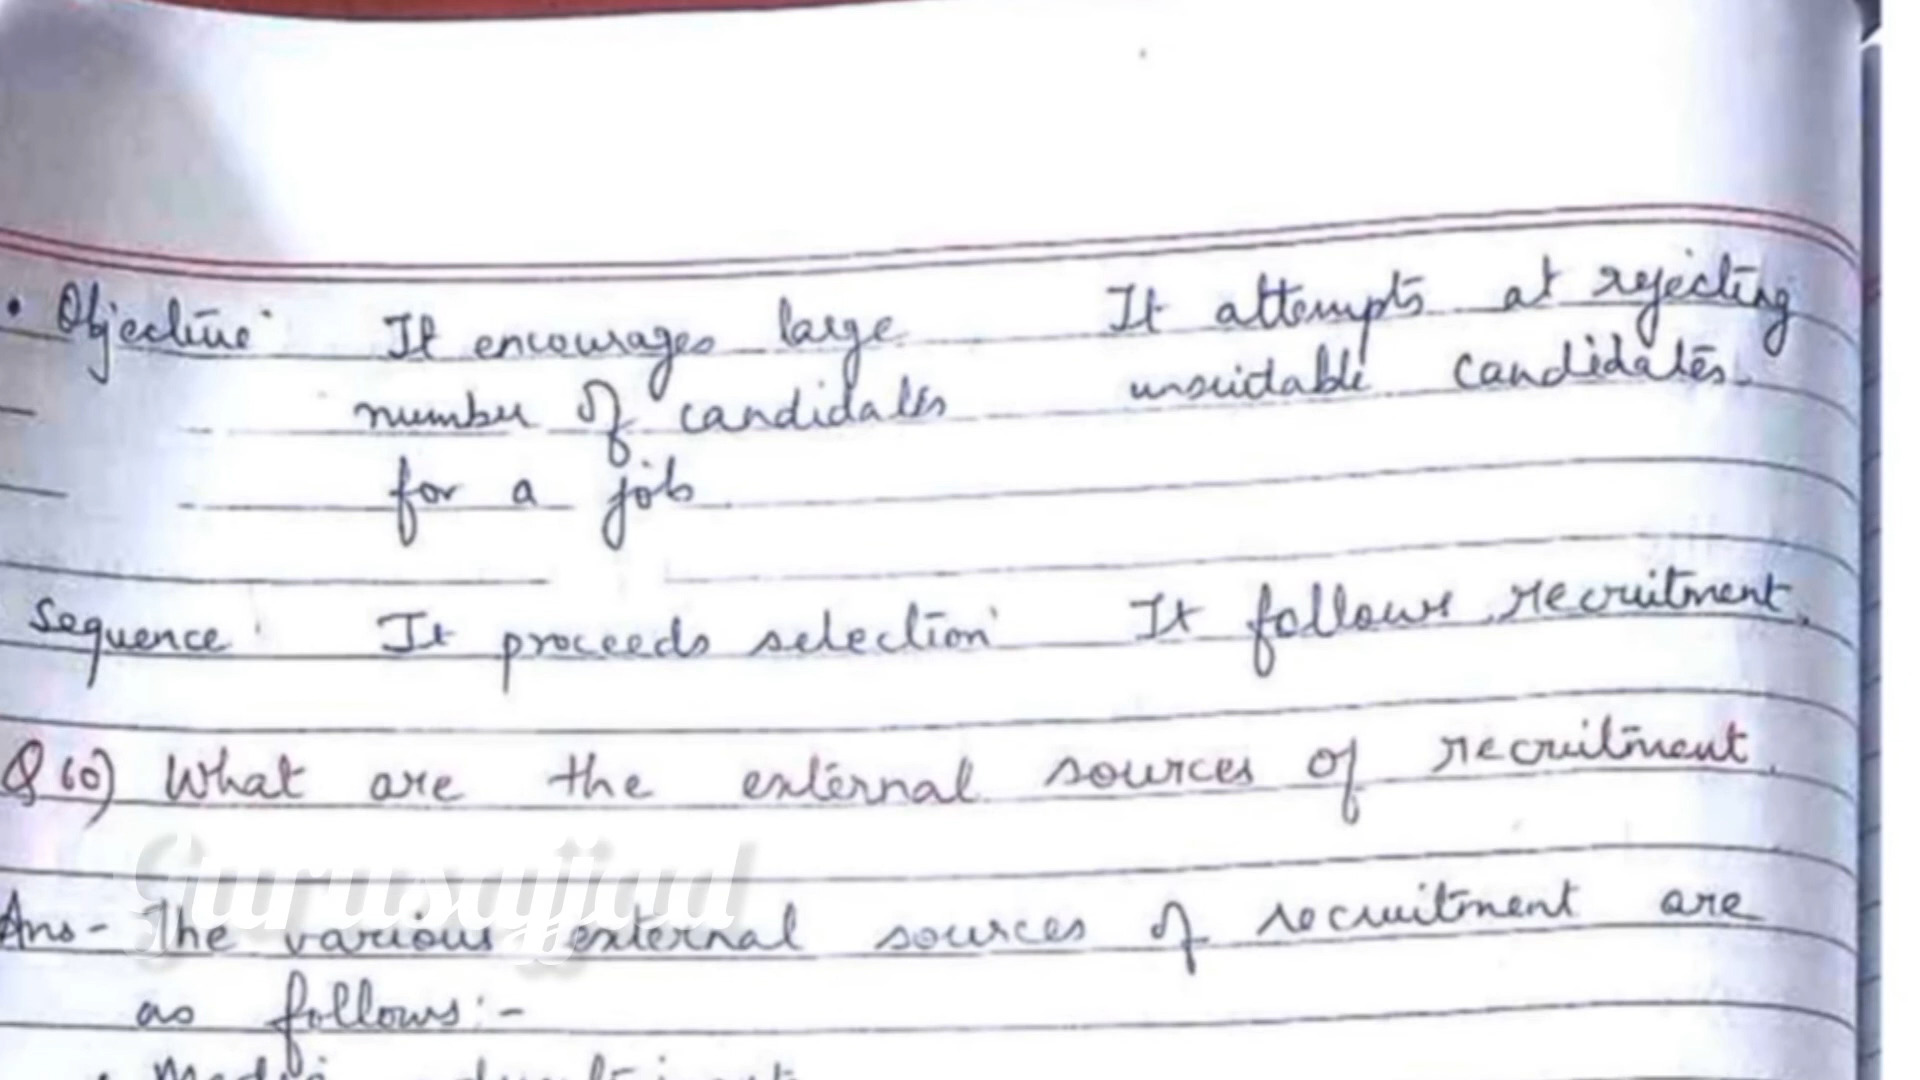 • Objective It encourages large It attempts at rejecting
number of candidates unsuitable candidates.
for a job
Sequence It proceeds selection It follows recruitment.
Q 60) What are the external sources of recruitment.
Ans- The various external sources of recruitment are
as follows:-
• Media
Gurusajjad